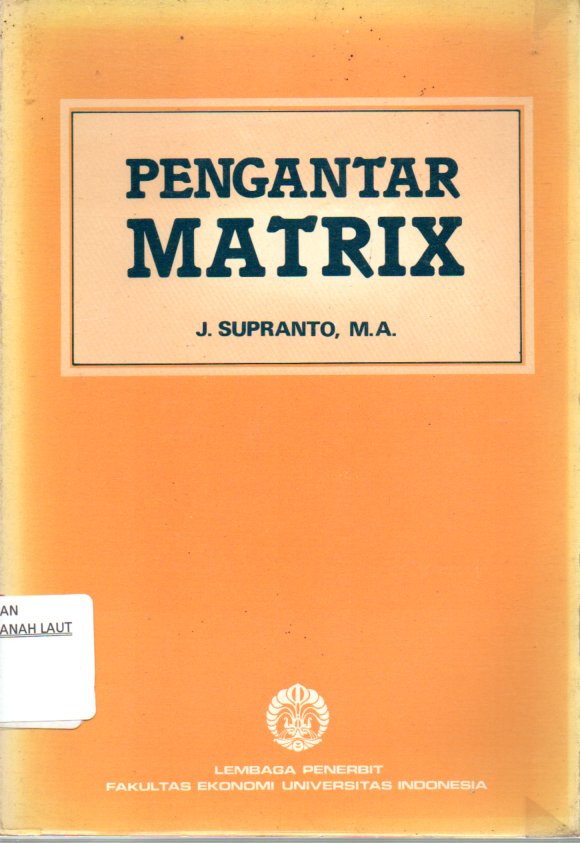 PENGANTAR
MATRIX
J. SUPRANTO, M.A.
AN
ANAH LAUT
LEMBAGA PENERBIT
FAKULTAS EKONOMI UNIVERSITAS INDONESIA